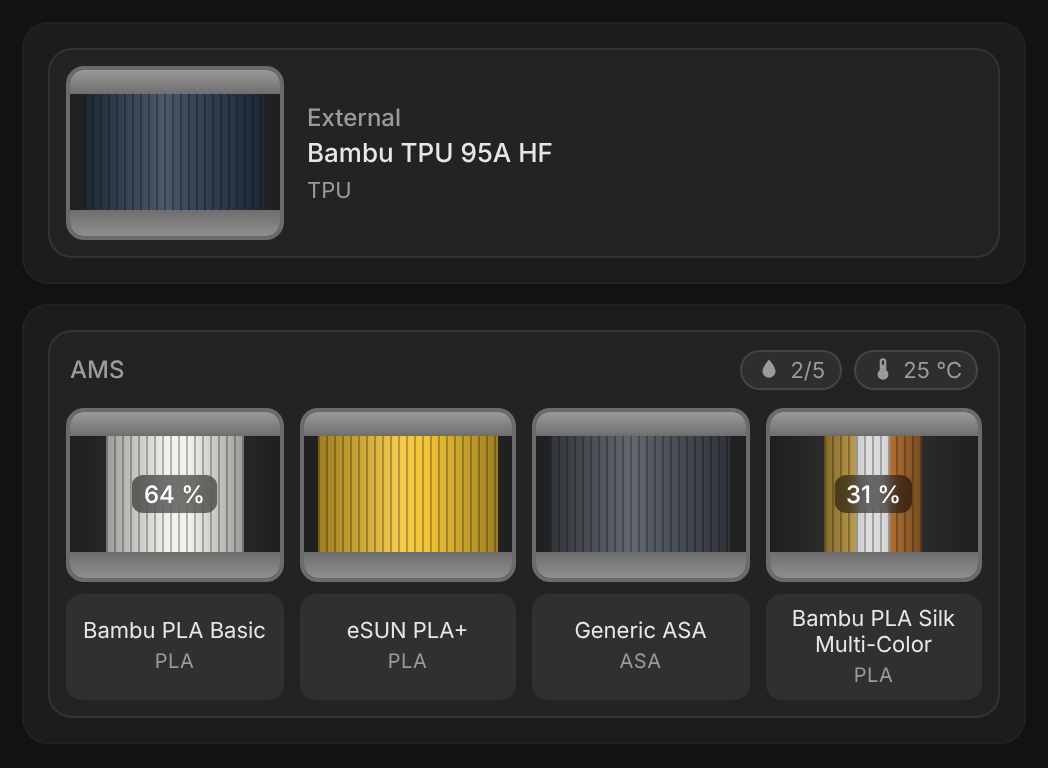 External
Bambu TPU 95A HF
TPU
AMS
2/5
25 °C
64 %
31 %
Bambu PLA Basic
PLA
eSUN PLA+
PLA
Generic ASA
ASA
Bambu PLA Silk
Multi-Color
PLA